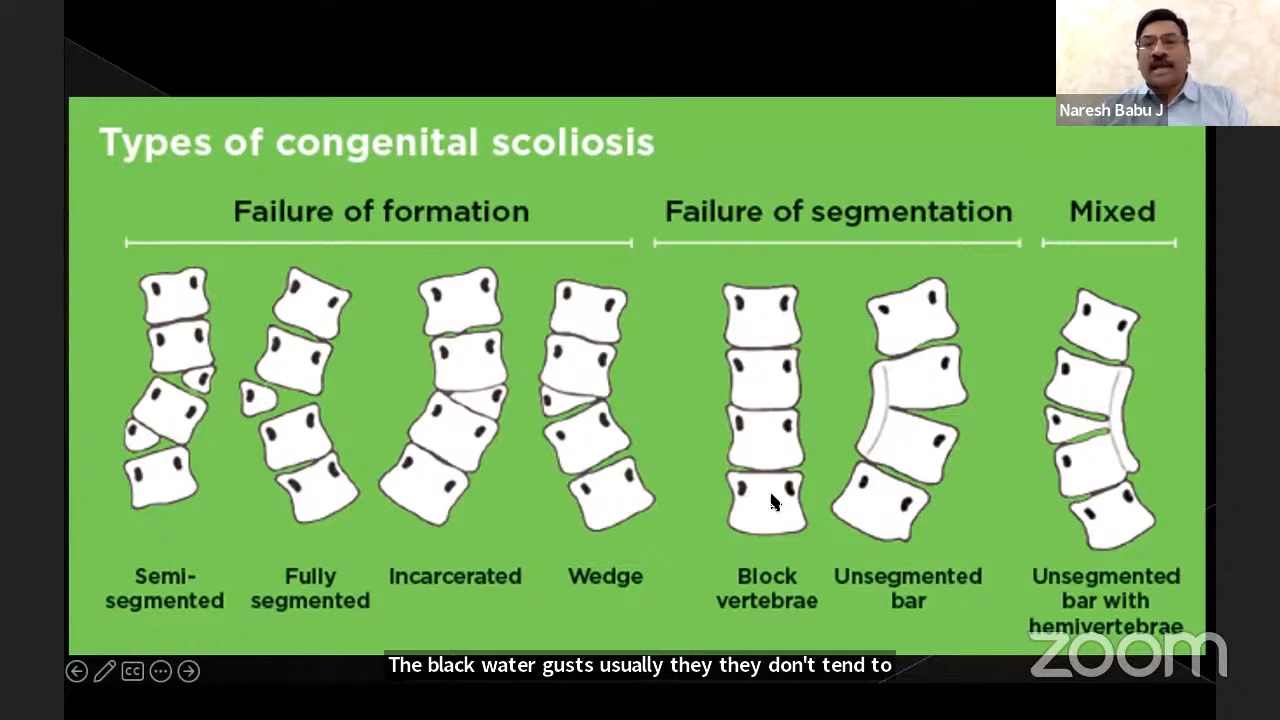 Naresh Babu J
Types of congenital scoliosis
Failure of formation
Failure of segmentation
Mixed
Semi-
segmented
Fully
segmented
Incarcerated
Wedge
Block
vertebrae
Unsegmented
bar
Unsegmented
bar with
hemivertebrae
CC
The black water gusts usually they they don't tend to
zoom